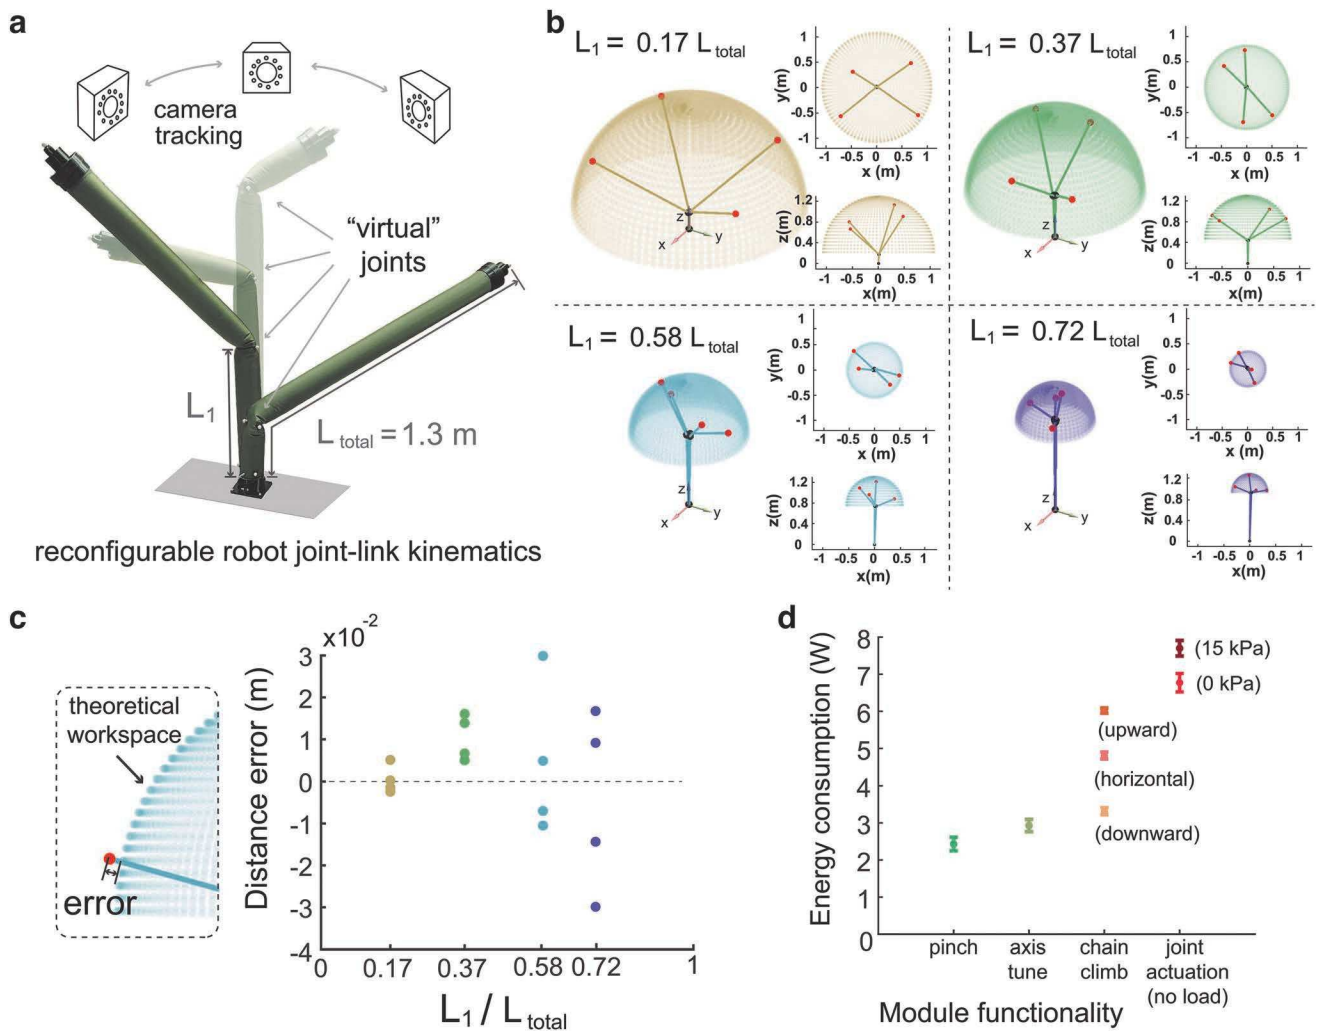 a
camera
tracking
"virtual"
joints
L1
L total = 1.3 m
reconfigurable robot joint-link kinematics
b
L1 = 0.17 L total
y(m)
1
0.5
0
-0.5
-1
-1 -0.5 0 0.5 1
x (m)
z(m)
1.2
0.8
0.4
0
-1 -0.5 0 0.5 1
x(m)
z
x
y
L1 = 0.37 L total
y(m)
1
0.5
0
-0.5
-1
-1 -0.5 0 0.5 1
x (m)
z(m)
1.2
0.8
0.4
0
-1 -0.5 0 0.5 1
x(m)
z
x
y
L1 = 0.58 L total
y(m)
1
0.5
0
-0.5
-1
-1 -0.5 0 0.5 1
x (m)
z(m)
1.2
0.8
0.4
0
-1 -0.5 0 0.5 1
x(m)
z
x
y
L1 = 0.72 L total
y(m)
1
0.5
0
-0.5
-1
-1 -0.5 0 0.5 1
x (m)
z(m)
1.2
0.8
0.4
0
-1 -0.5 0 0.5 1
x(m)
z
x
y
c
theoretical
workspace
error
x10-2
Distance error (m)
3
2
1
0
-1
-2
-3
-4
0 0.17 0.37 0.58 0.72 1
L1 / L total
d
Energy consumption (W)
8
7
6
5
4
3
2
1
0
(15 kPa)
(0 kPa)
(upward)
(horizontal)
(downward)
pinch
axis
tune
chain
climb
joint
actuation
(no load)
Module functionality